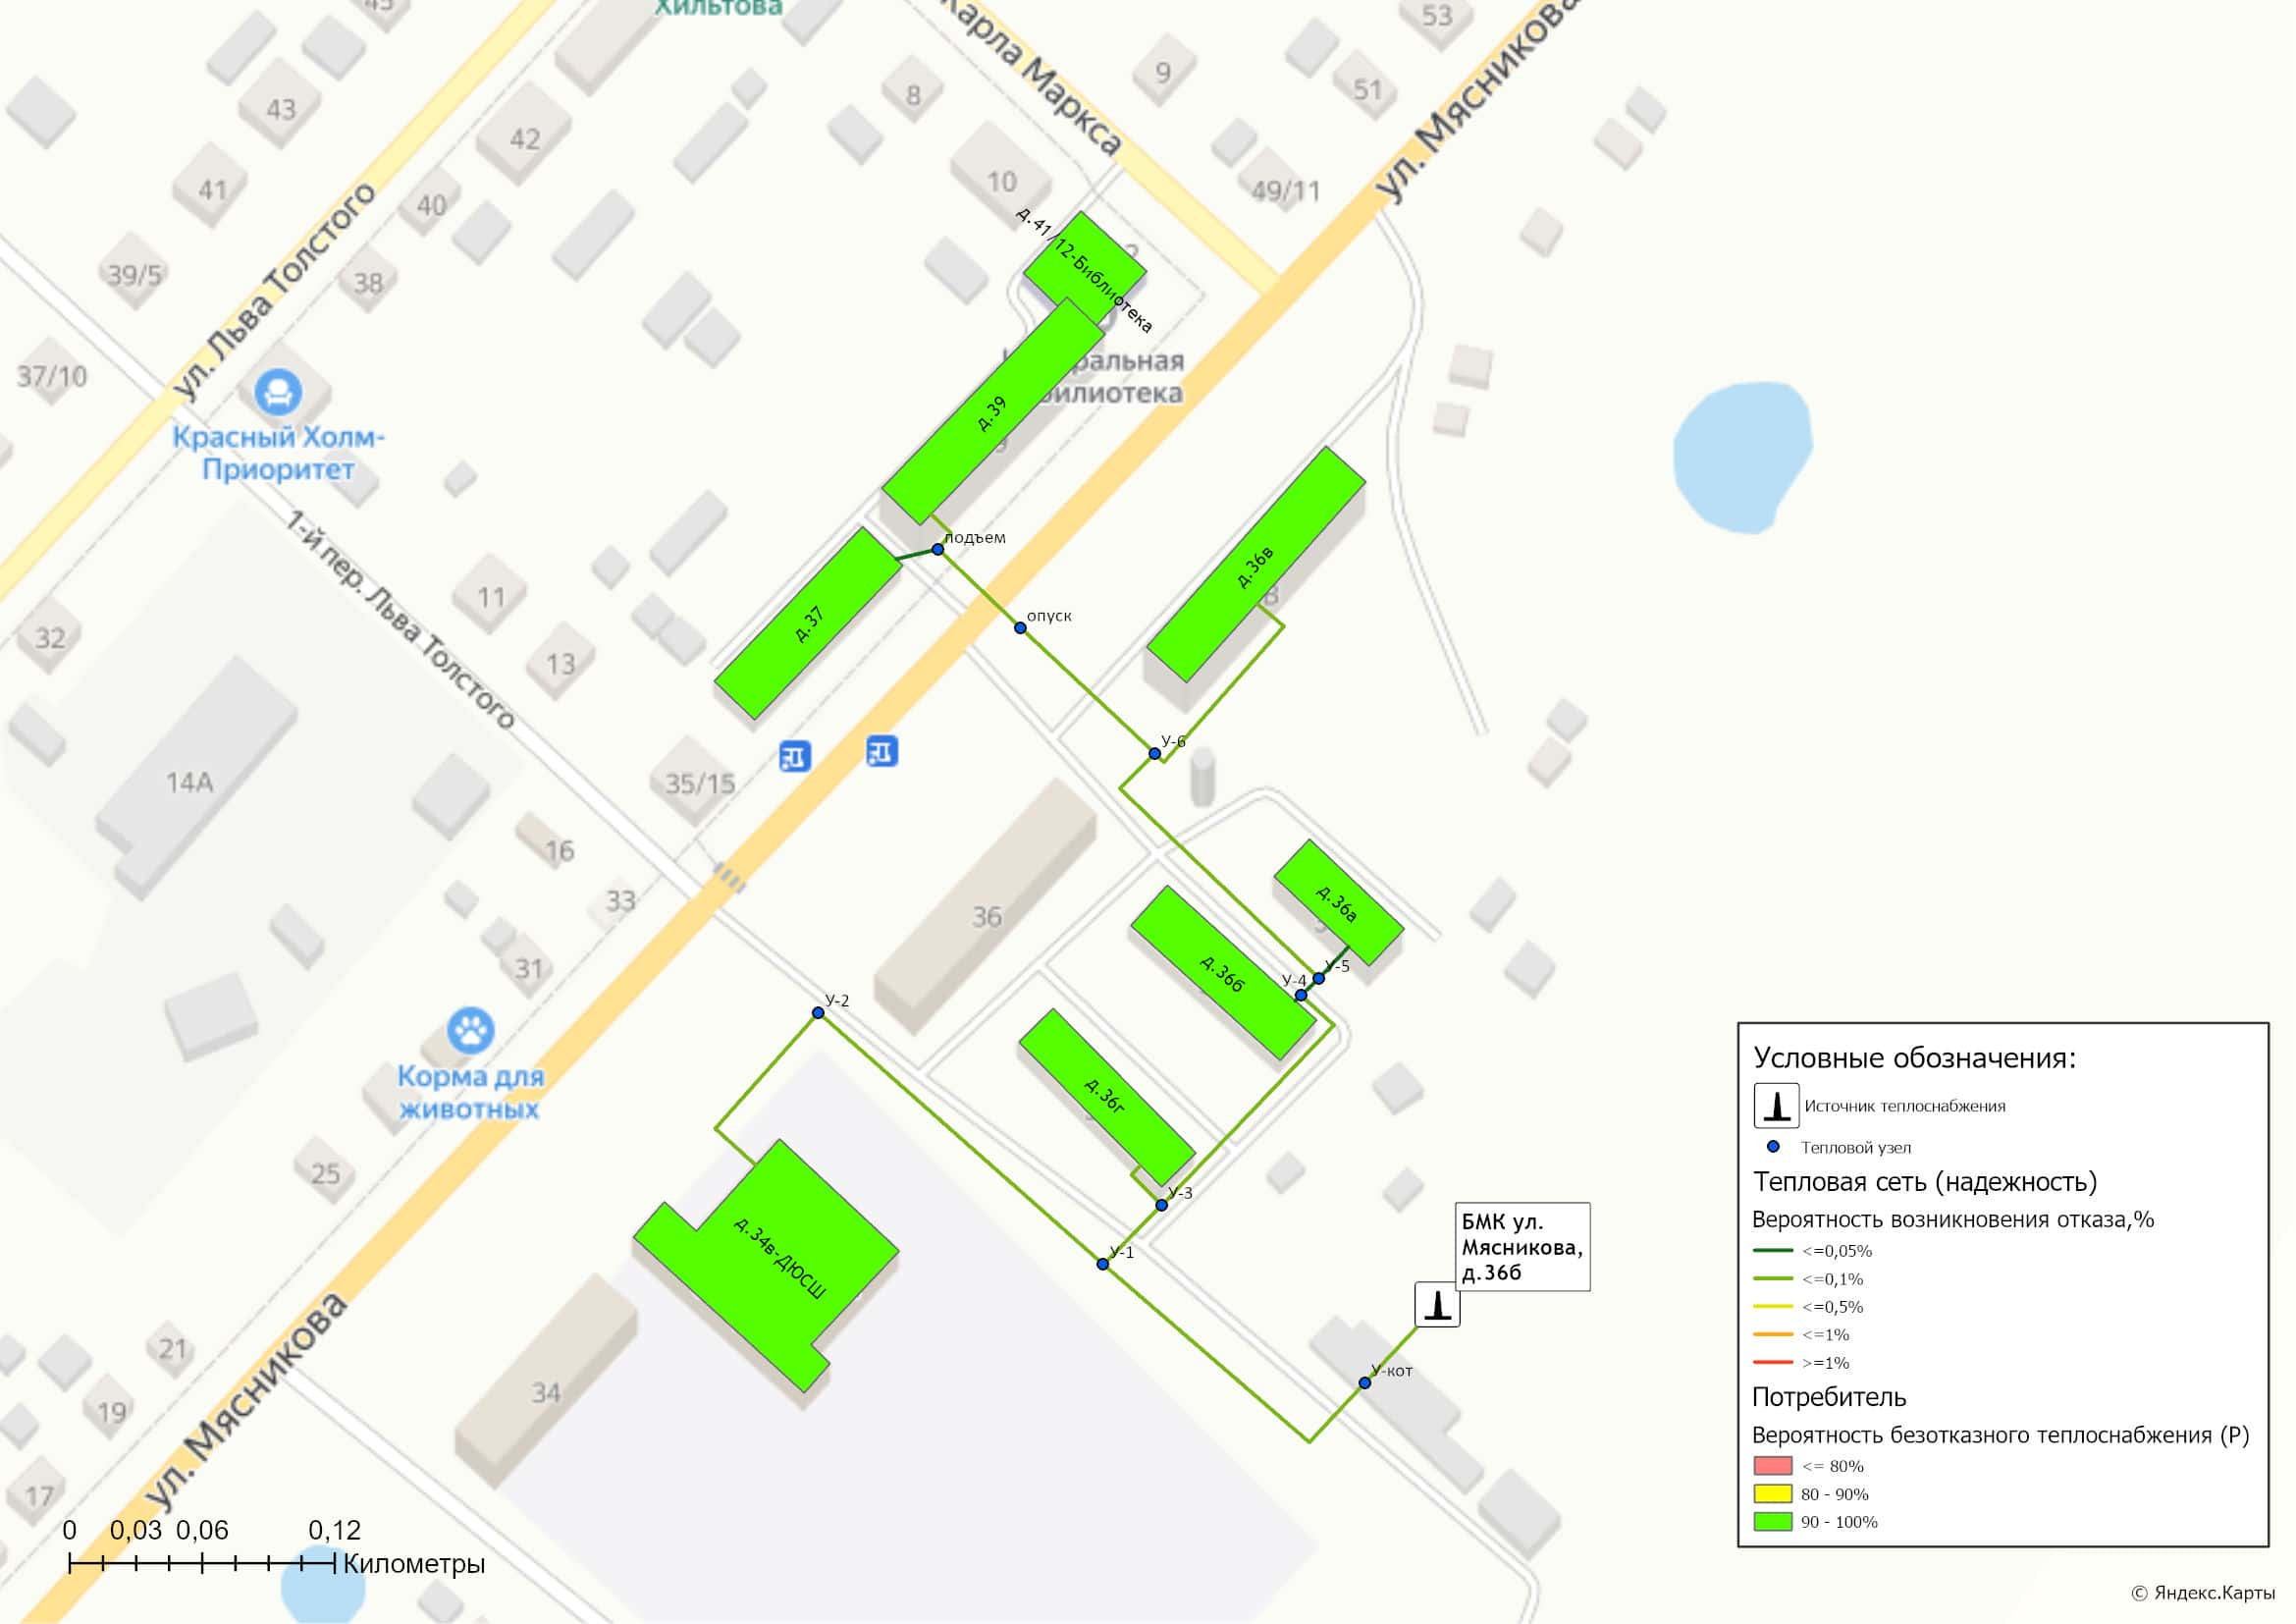 45
Хильтова
Карла Маркса
ул. Мясникова
53
9
51
8
43
42
41
10
49/11
40
39/5
38
ул. Льва Толстого
д.41/12-Библиотека
37/10
Красный Холм-
Приоритет
д.39
подъем
1-й пер. Льва Толстого
11
д.36в
В
опуск
32
13
д.37
У-6
14А
35/15
16
33
36
д.36а
31
д.36б
У-4
У-5
У-2
Корма для
животных
д.36г
25
У-3
д.34в-ДЮСШ
У-1
БМК ул.
Мясникова,
д.36б
У-кот
34
21
19
17
ул. Мясникова
0 0,03 0,06 0,12
Километры
Условные обозначения:
Источник теплоснабжения
Тепловой узел
Тепловая сеть (надежность)
Вероятность возникновения отказа,%
<=0,05%
<=0,1%
<=0,5%
<=1%
>=1%
Потребитель
Вероятность безотказного теплоснабжения (Р)
<= 80%
80 - 90%
90 - 100%
© Яндекс.Карты